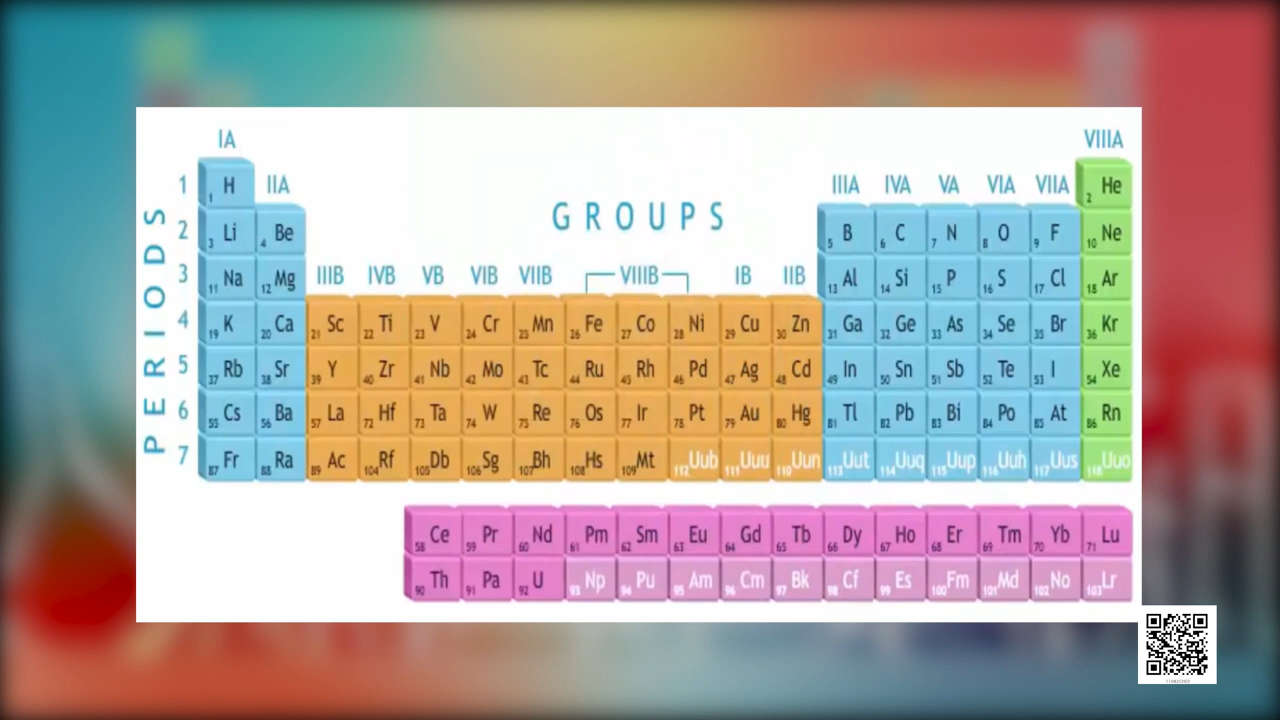 IA VIIIA
1 1 H IIA IIIA IVA VA VIA VIIA 2 He
GROUPS
2 3 Li 4 Be 5 B 6 C 7 N 8 O 9 F 10 Ne
3 11 Na 12 Mg IIIB IVB VB VIB VIIB VIIIB IB IIB 13 Al 14 Si 15 P 16 S 17 Cl 18 Ar
4 19 K 20 Ca 21 Sc 22 Ti 23 V 24 Cr 25 Mn 26 Fe 27 Co 28 Ni 29 Cu 30 Zn 31 Ga 32 Ge 33 As 34 Se 35 Br 36 Kr
5 37 Rb 38 Sr 39 Y 40 Zr 41 Nb 42 Mo 43 Tc 44 Ru 45 Rh 46 Pd 47 Ag 48 Cd 49 In 50 Sn 51 Sb 52 Te 53 I 54 Xe
6 55 Cs 56 Ba 57 La 72 Hf 73 Ta 74 W 75 Re 76 Os 77 Ir 78 Pt 79 Au 80 Hg 81 Tl 82 Pb 83 Bi 84 Po 85 At 86 Rn
7 87 Fr 88 Ra 89 Ac 104 Rf 105 Db 106 Sg 107 Bh 108 Hs 109 Mt 112 Uub 111 Uuu 110 Uun 113 Uut 114 Uuq 115 Uup 116 Uuh 117 Uus 118 Uuo
PERIODS
58 Ce 59 Pr 60 Nd 61 Pm 62 Sm 63 Eu 64 Gd 65 Tb 66 Dy 67 Ho 68 Er 69 Tm 70 Yb 71 Lu
90 Th 91 Pa 92 U 93 Np 94 Pu 95 Am 96 Cm 97 Bk 98 Cf 99 Es 100 Fm 101 Md 102 No 103 Lr